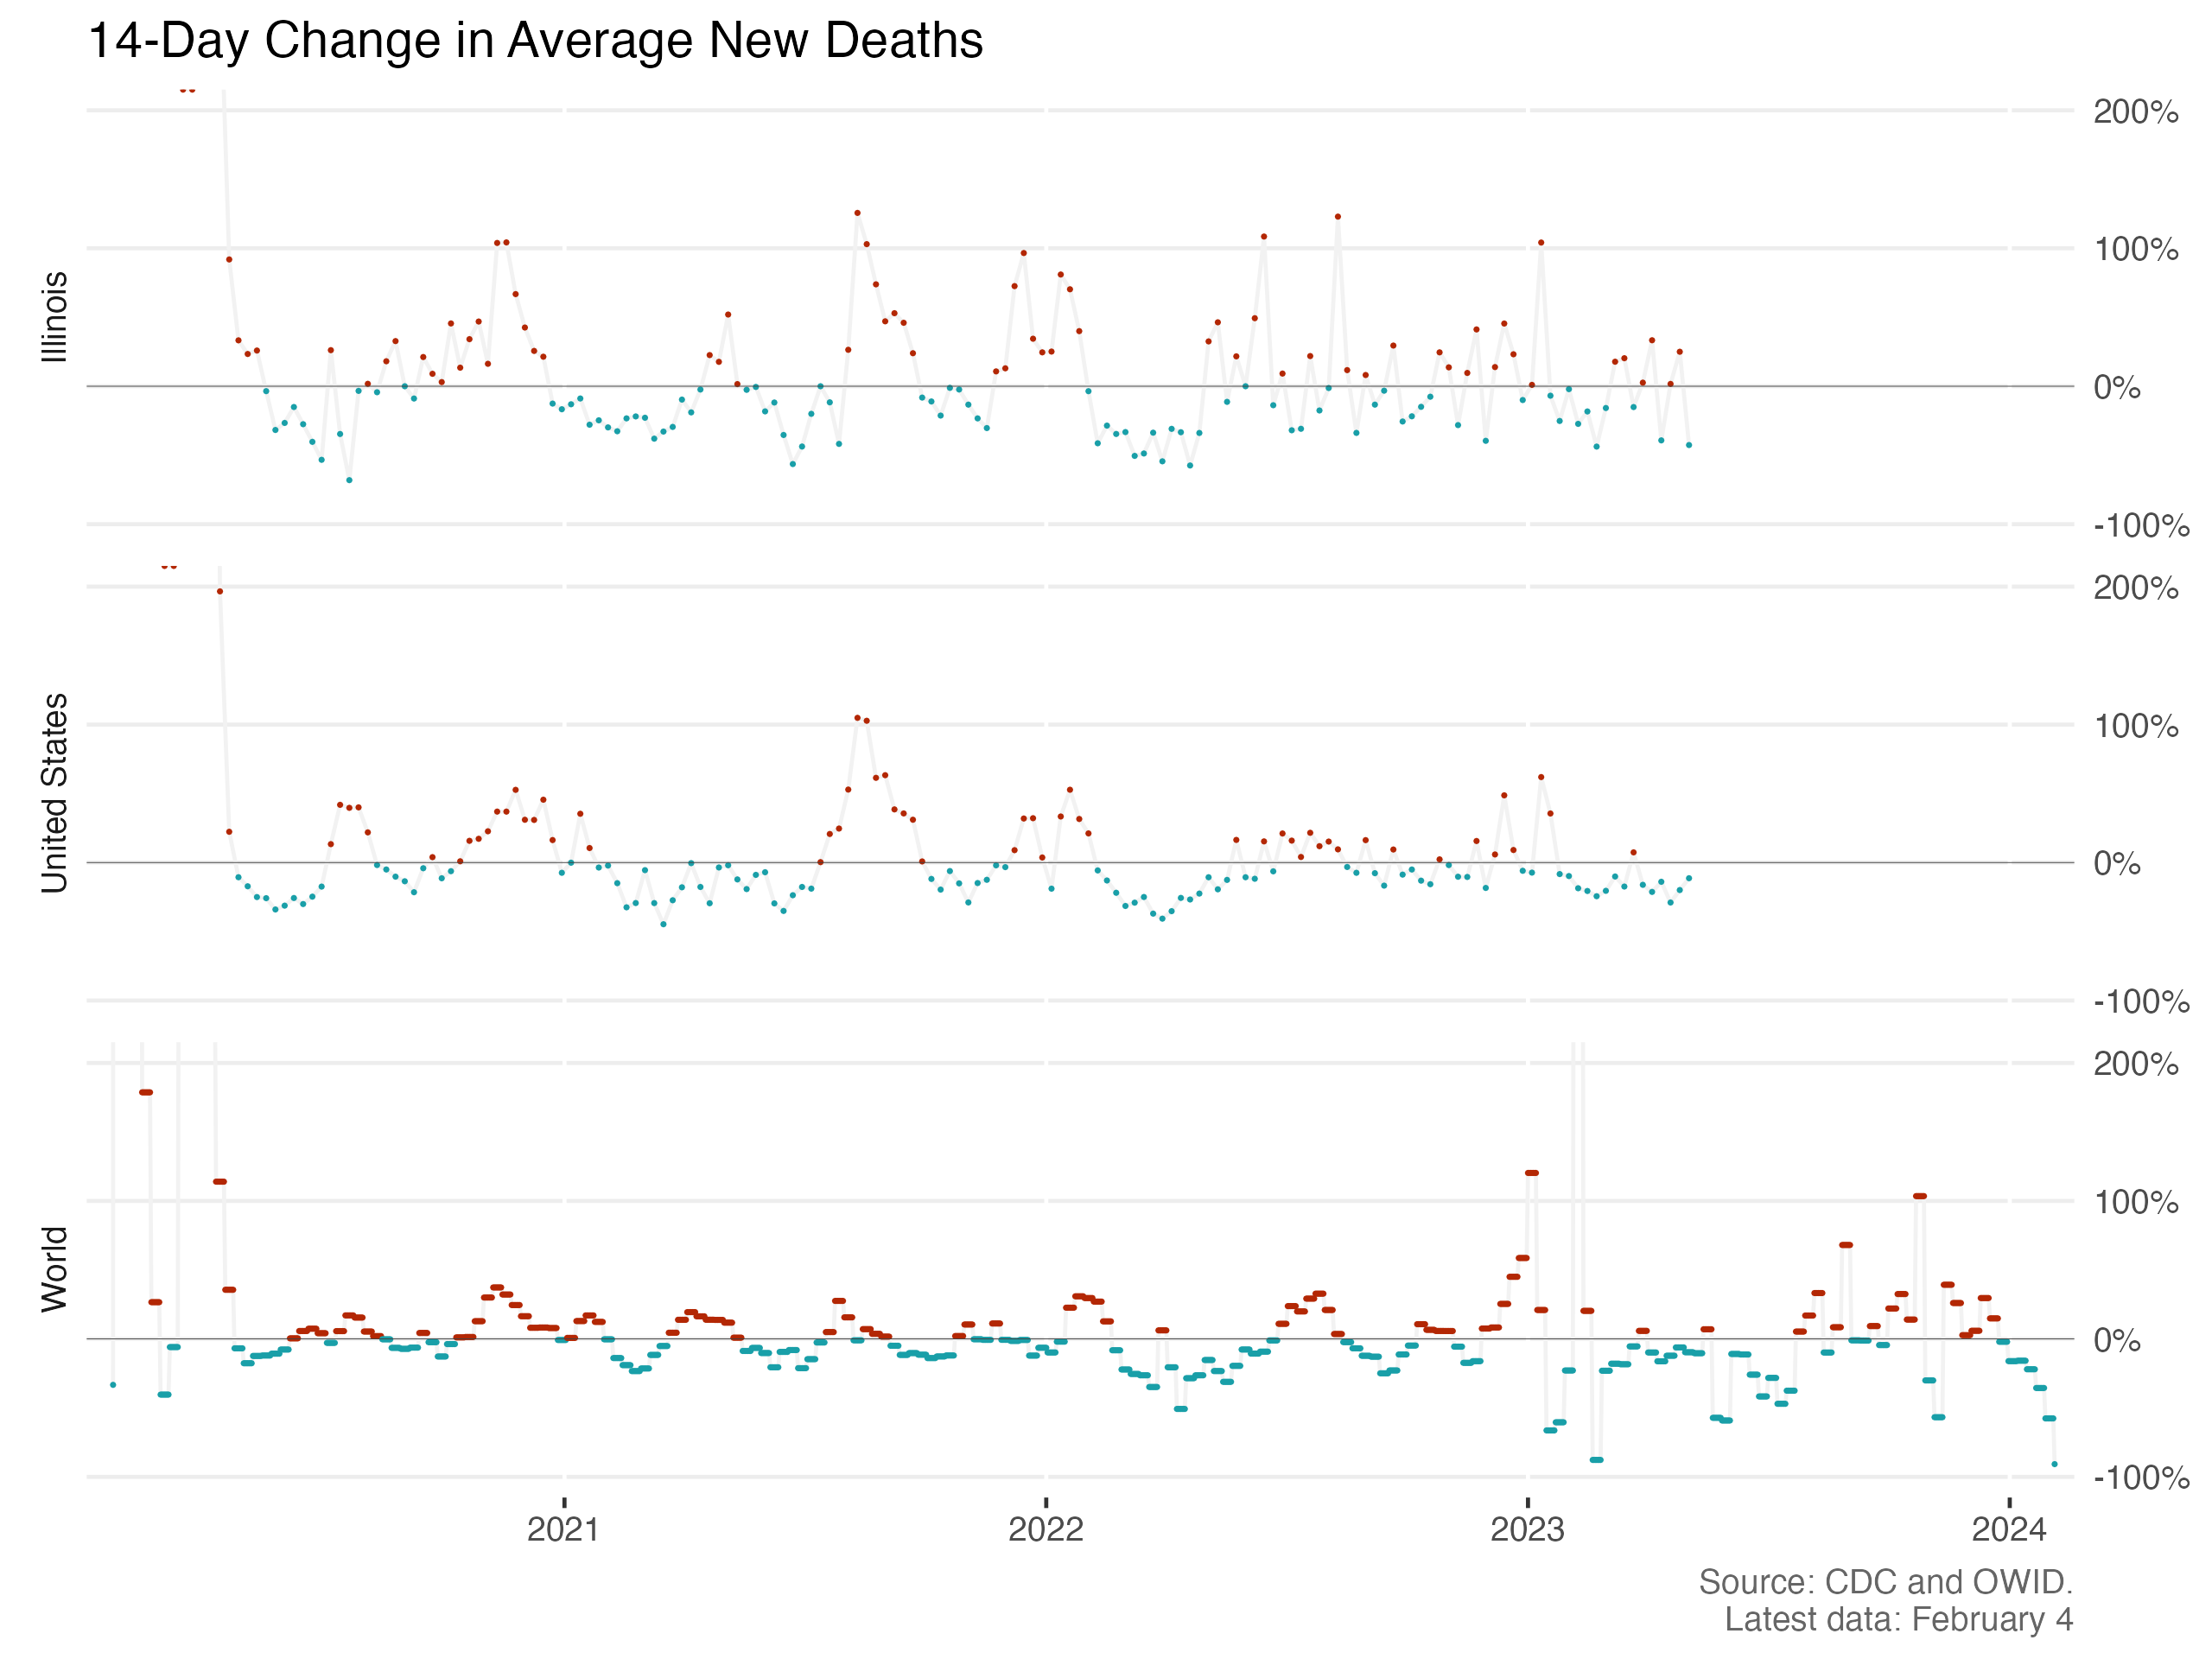 14-Day Change in Average New Deaths
Illinois
200%
100%
0%
-100%
United States
200%
100%
0%
-100%
World
200%
100%
0%
-100%
2021
2022
2023
2024
Source: CDC and OWID.
Latest data: February 4